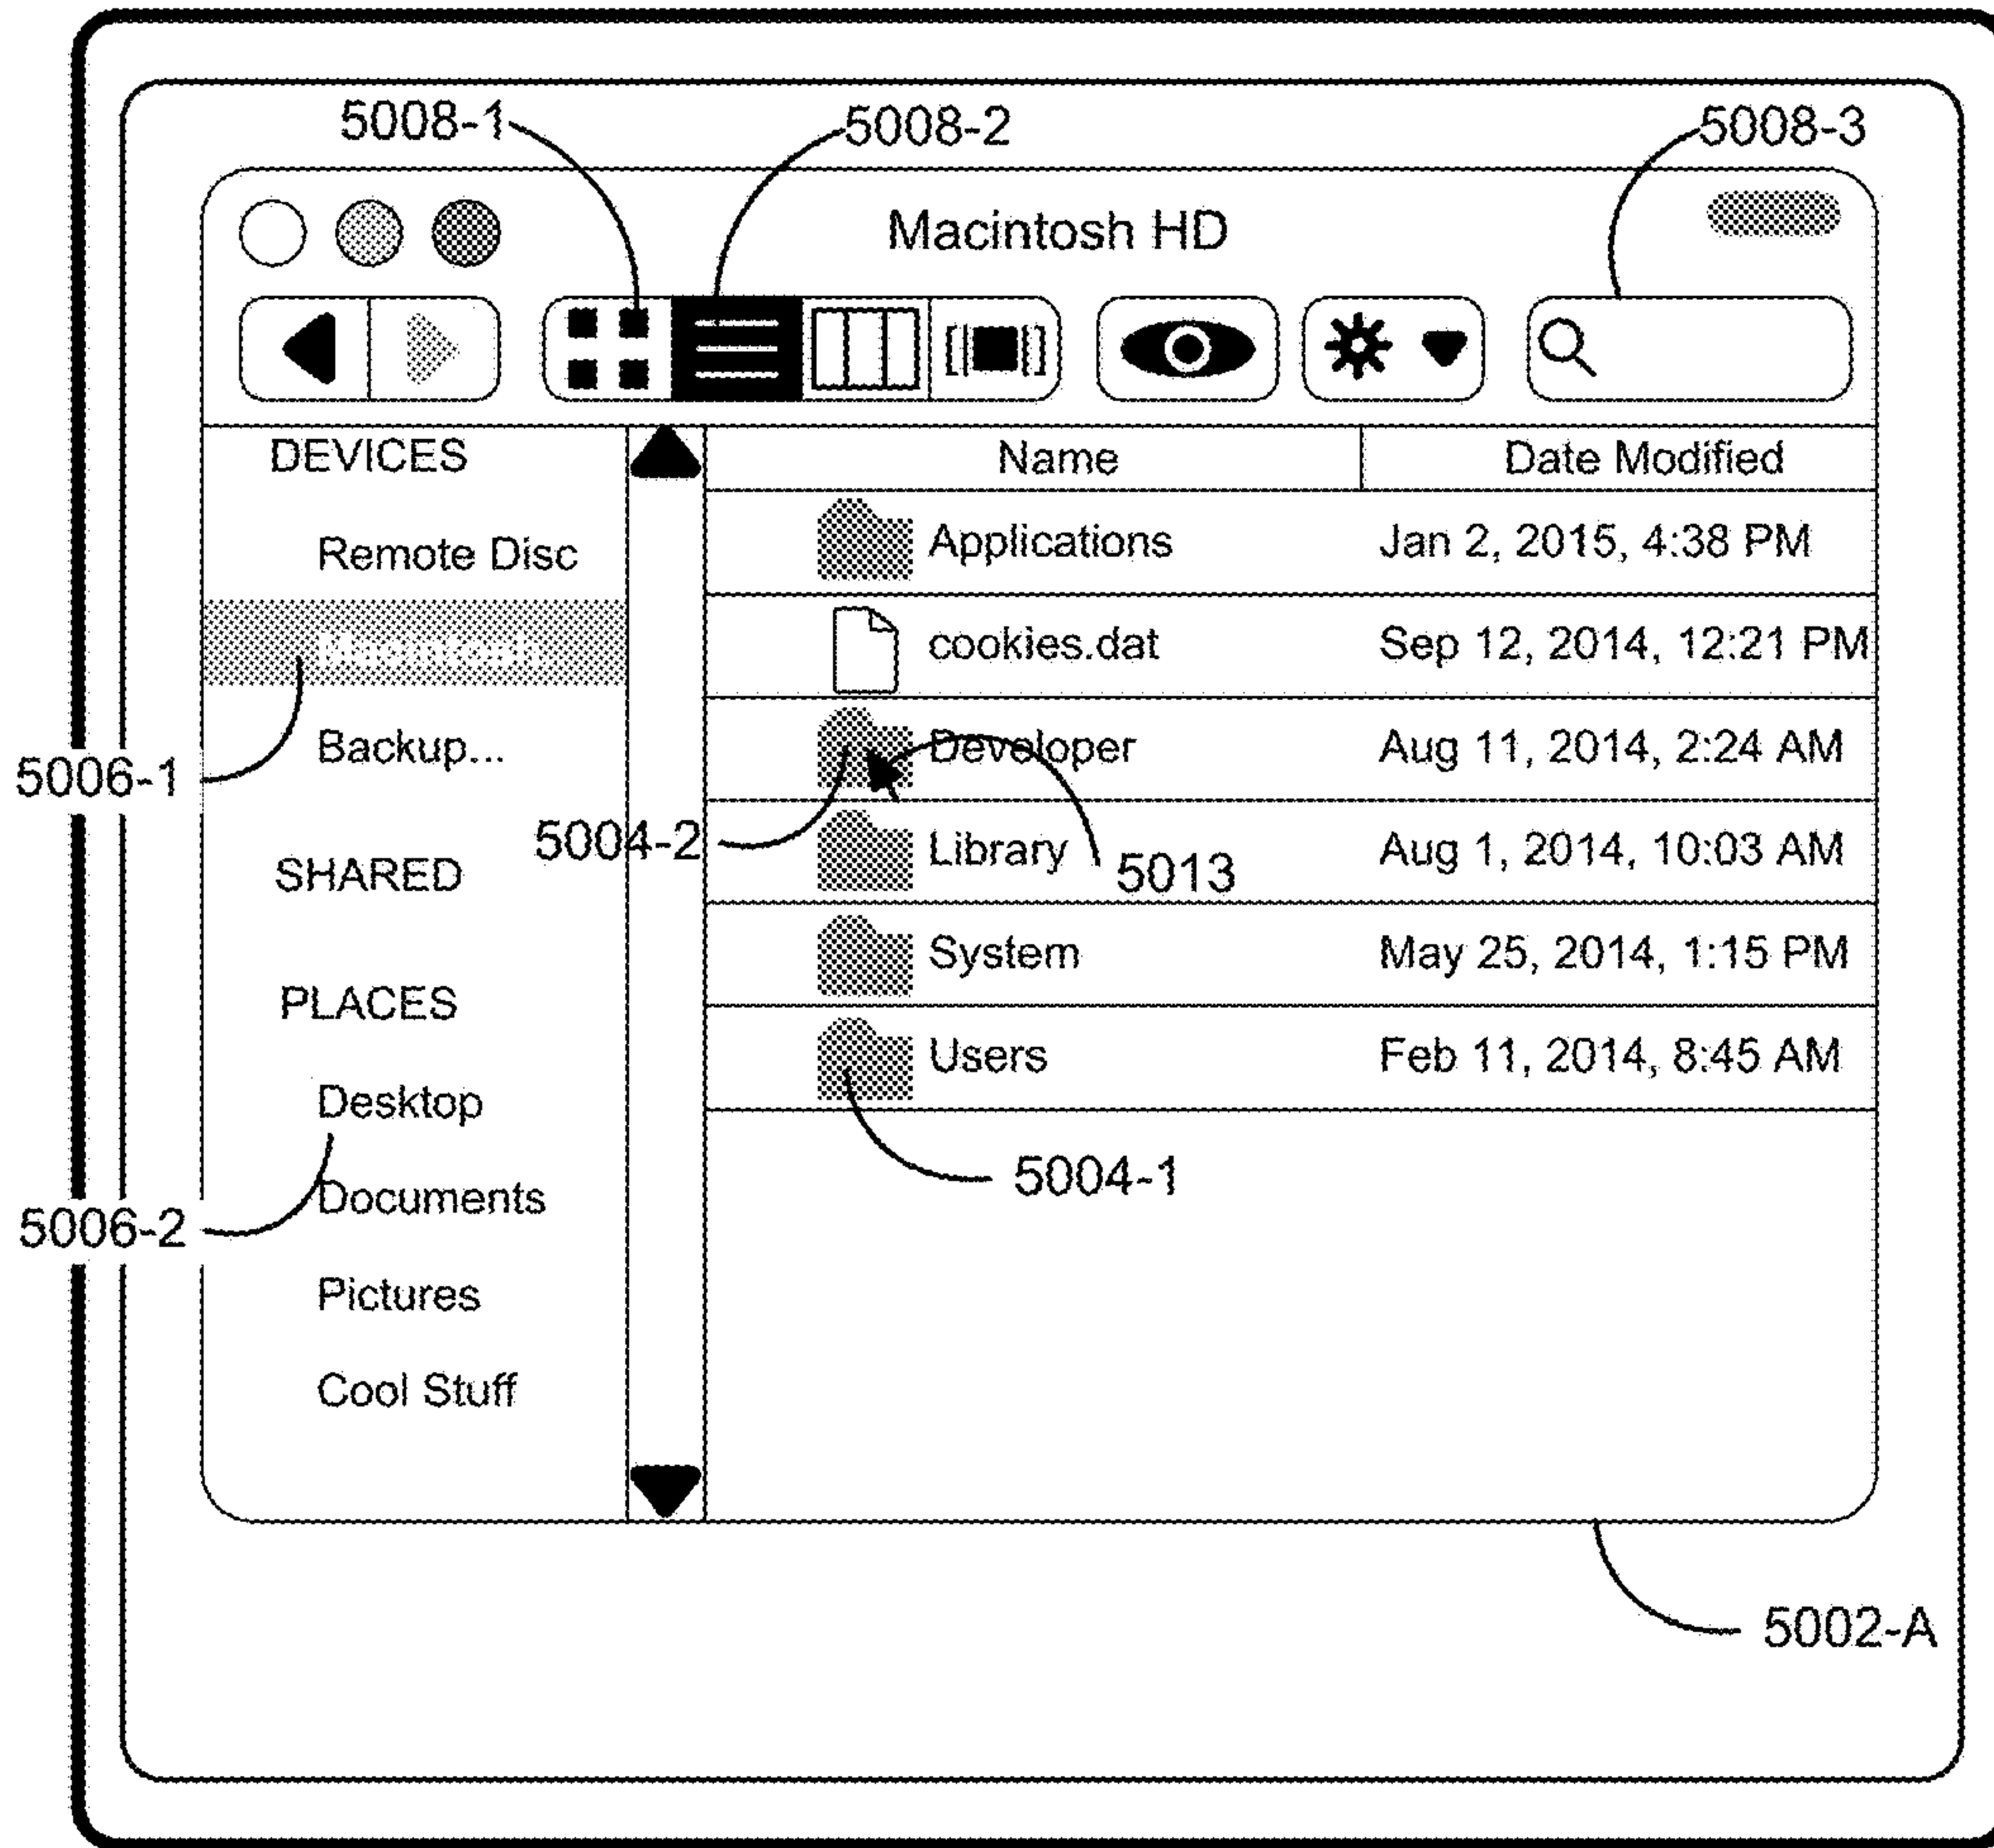 5008-1 5008-2 5008-3
Macintosh HD
DEVICES
Remote Disc
Macintosh
Backup...
SHARED
PLACES
Desktop
Documents
Pictures
Cool Stuff
Name Date Modified
Applications Jan 2, 2015, 4:38 PM
cookies.dat Sep 12, 2014, 12:21 PM
Developer Aug 11, 2014, 2:24 AM
Library Aug 1, 2014, 10:03 AM
System May 25, 2014, 1:15 PM
Users Feb 11, 2014, 8:45 AM
5006-1
5004-2
5013
5004-1
5006-2
5002-A